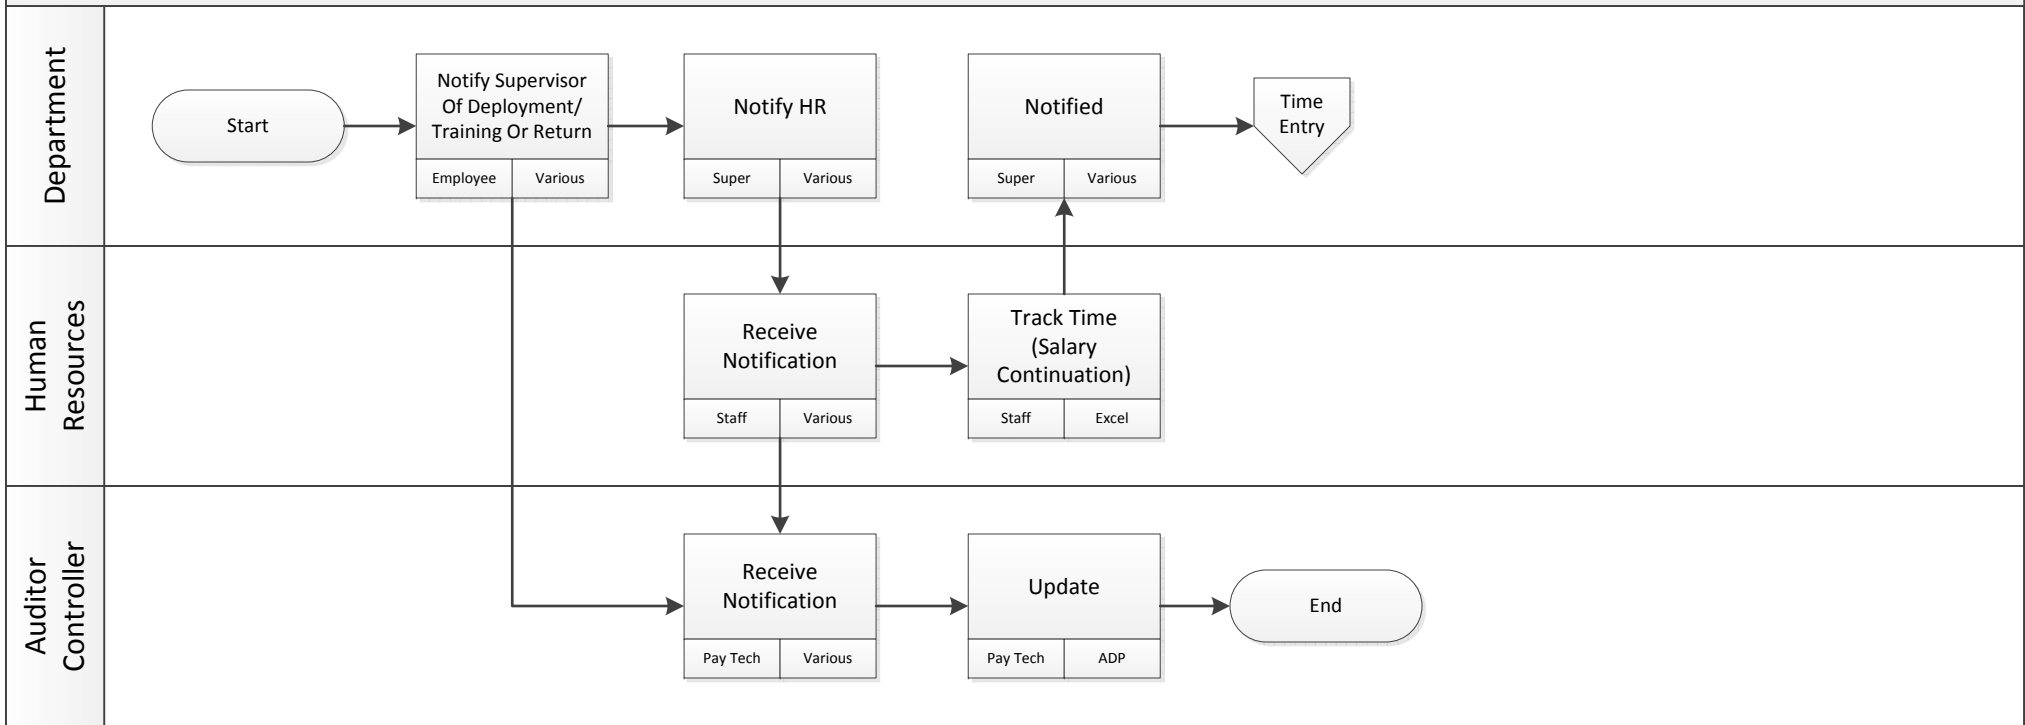 Department
Start
Notify Supervisor
Of Deployment/
Training Or Return
Employee
Various
Notify HR
Super
Various
Notified
Super
Various
Time
Entry
Human
Resources
Receive
Notification
Staff
Various
Track Time
(Salary
Continuation)
Staff
Excel
Auditor
Controller
Receive
Notification
Pay Tech
Various
Update
Pay Tech
ADP
End